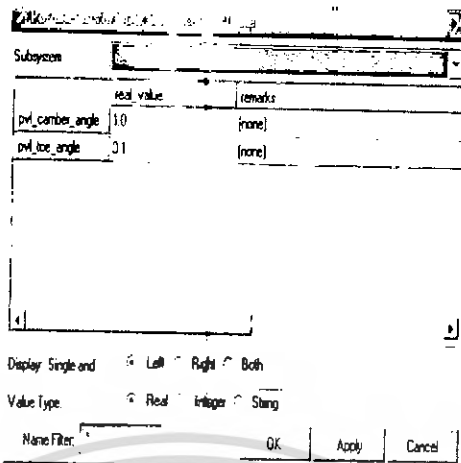 Subsystem
real_value remarks
pvl_camber_angle 1.0 (none)
pvl_toe_angle 0.1 (none)
Display: Single and Left Right Both
Value Type: Real Integer String
Name Filter: *
OK Apply Cancel